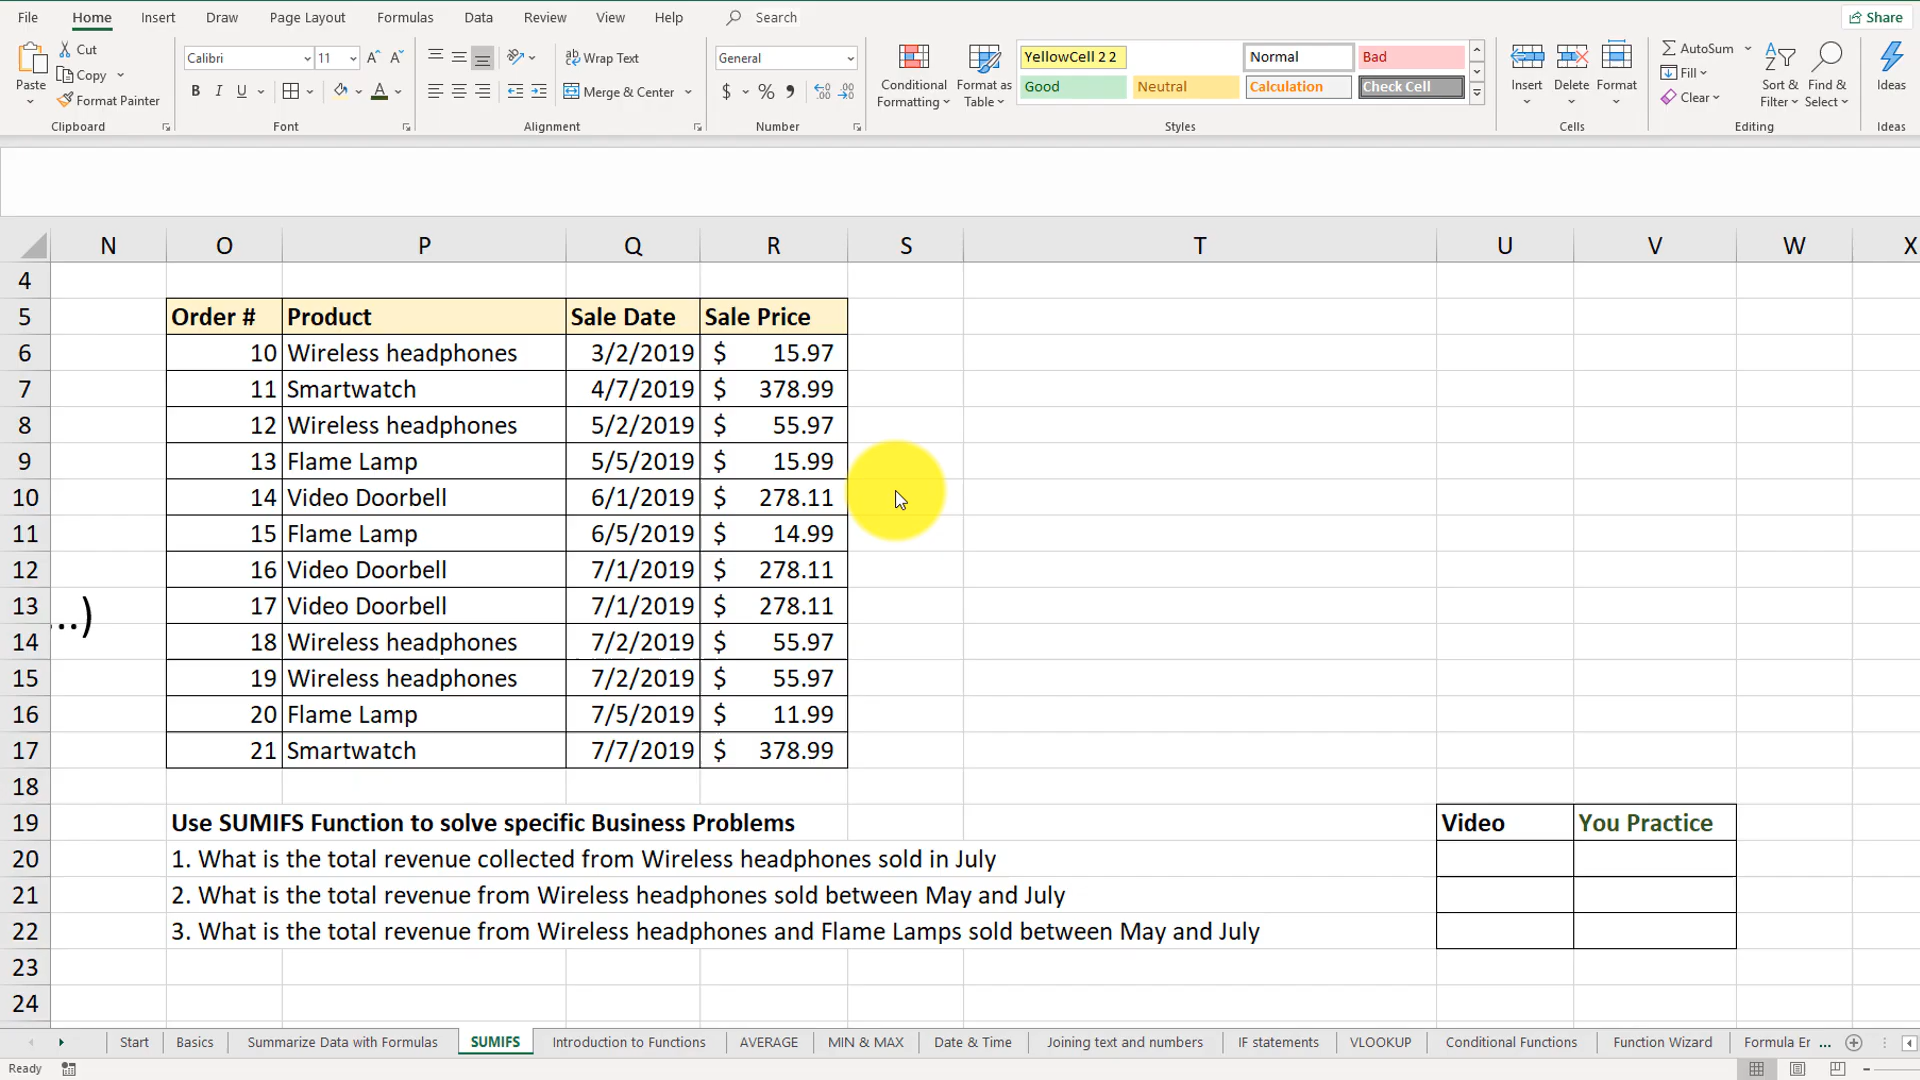 File Home Insert Draw Page Layout Formulas Data Review View Help Search Share
Paste Cut Copy Format Painter Clipboard
Calibri 11 A A B I U A Font
Wrap Text Merge & Center Alignment
General $ % Number
Conditional Formatting Format as Table
YellowCell 2 2 Normal Bad
Good Neutral Calculation Check Cell
Styles
Insert Delete Format Cells
AutoSum Fill Clear Sort & Filter Find & Select Editing
Ideas Ideas
N O P Q R S T U V W X
4
5 Order # Product Sale Date Sale Price
6 10 Wireless headphones 3/2/2019 $ 15.97
7 11 Smartwatch 4/7/2019 $ 378.99
8 12 Wireless headphones 5/2/2019 $ 55.97
9 13 Flame Lamp 5/5/2019 $ 15.99
10 14 Video Doorbell 6/1/2019 $ 278.11
11 15 Flame Lamp 6/5/2019 $ 14.99
12 16 Video Doorbell 7/1/2019 $ 278.11
13 ...) 17 Video Doorbell 7/1/2019 $ 278.11
14 18 Wireless headphones 7/2/2019 $ 55.97
15 19 Wireless headphones 7/2/2019 $ 55.97
16 20 Flame Lamp 7/5/2019 $ 11.99
17 21 Smartwatch 7/7/2019 $ 378.99
18
19 Use SUMIFS Function to solve specific Business Problems Video You Practice
20 1. What is the total revenue collected from Wireless headphones sold in July
21 2. What is the total revenue from Wireless headphones sold between May and July
22 3. What is the total revenue from Wireless headphones and Flame Lamps sold between May and July
23
24
Start Basics Summarize Data with Formulas SUMIFS Introduction to Functions AVERAGE MIN & MAX Date & Time Joining text and numbers IF statements VLOOKUP Conditional Functions Function Wizard Formula Er ...
Ready